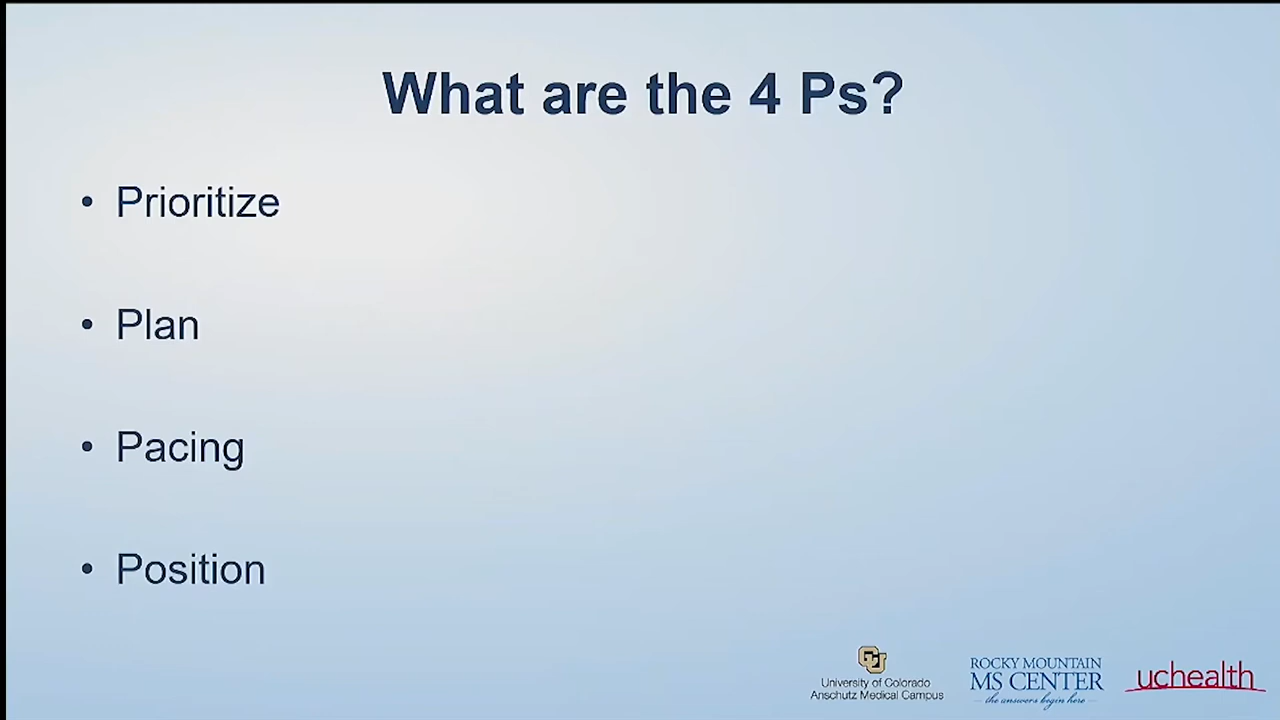 What are the 4 Ps?
• Prioritize
• Plan
• Pacing
• Position
CU
University of Colorado
Anschutz Medical Campus
ROCKY MOUNTAIN
MS CENTER
the answers begin here
uchealth